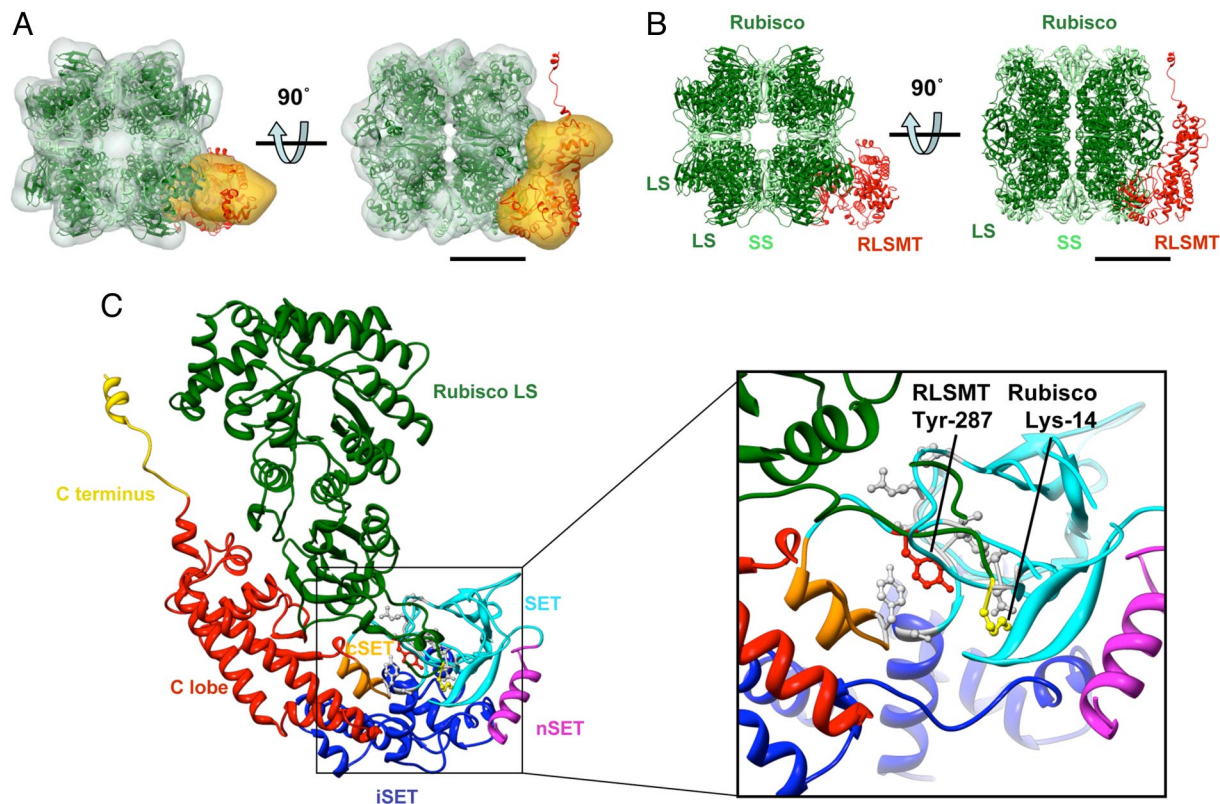 A
90°
B
Rubisco
Rubisco
90°
LS
LS
SS
RLSMT
LS
SS
RLSMT
C
Rubisco LS
C terminus
SET
cSET
C lobe
nSET
iSET
RLSMT
Tyr-287
Rubisco
Lys-14